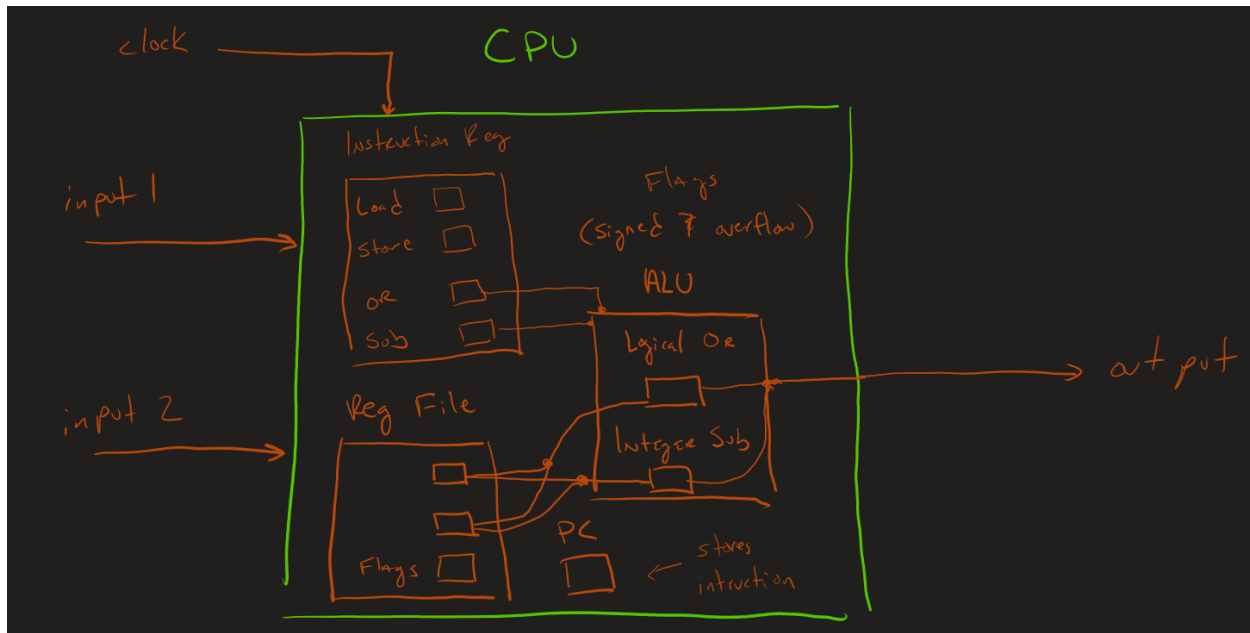 clock
CPU
Instruction Reg
input 1
Load
Store
OR
Sub
Flags
(signed & overflow)
ALU
Logical OR
Integer Sub
output
input 2
Reg File
Flags
PC
stores
intruction